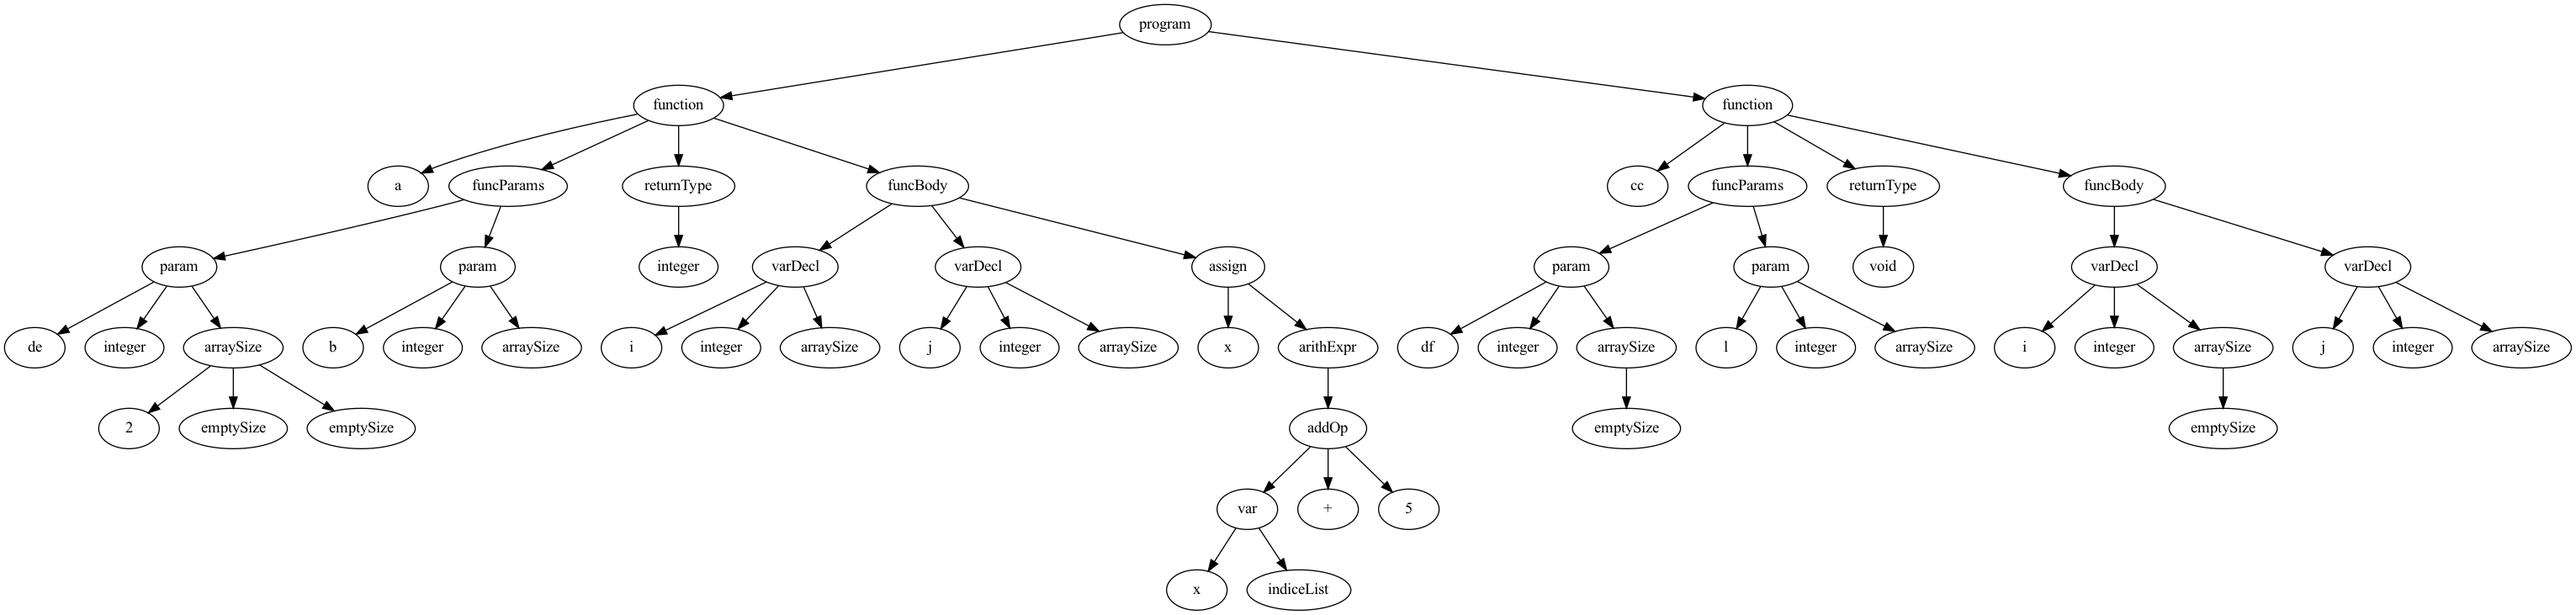 program
function function
a funcParams returnType funcBody cc funcParams returnType funcBody
param param integer varDecl varDecl assign param param void varDecl varDecl
de integer arraySize b integer arraySize i integer arraySize j integer arraySize x arithExpr df integer arraySize l integer arraySize i integer arraySize j integer arraySize
2 emptySize emptySize addOp emptySize emptySize
var + 5
x indiceList